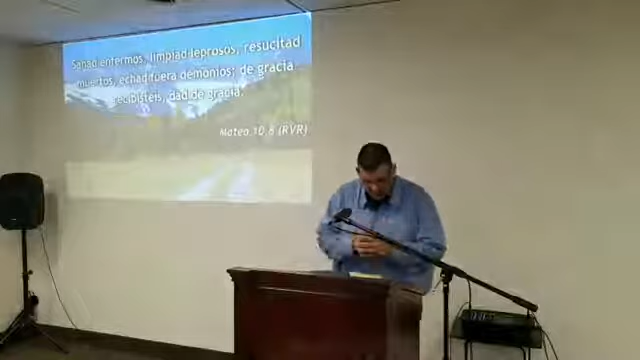 Sanad enfermos, limpiad leprosos, resucitad
muertos, echad fuera demonios; de gracia
recibisteis, dad de gracia.
Mateo 10.8 (RVR)